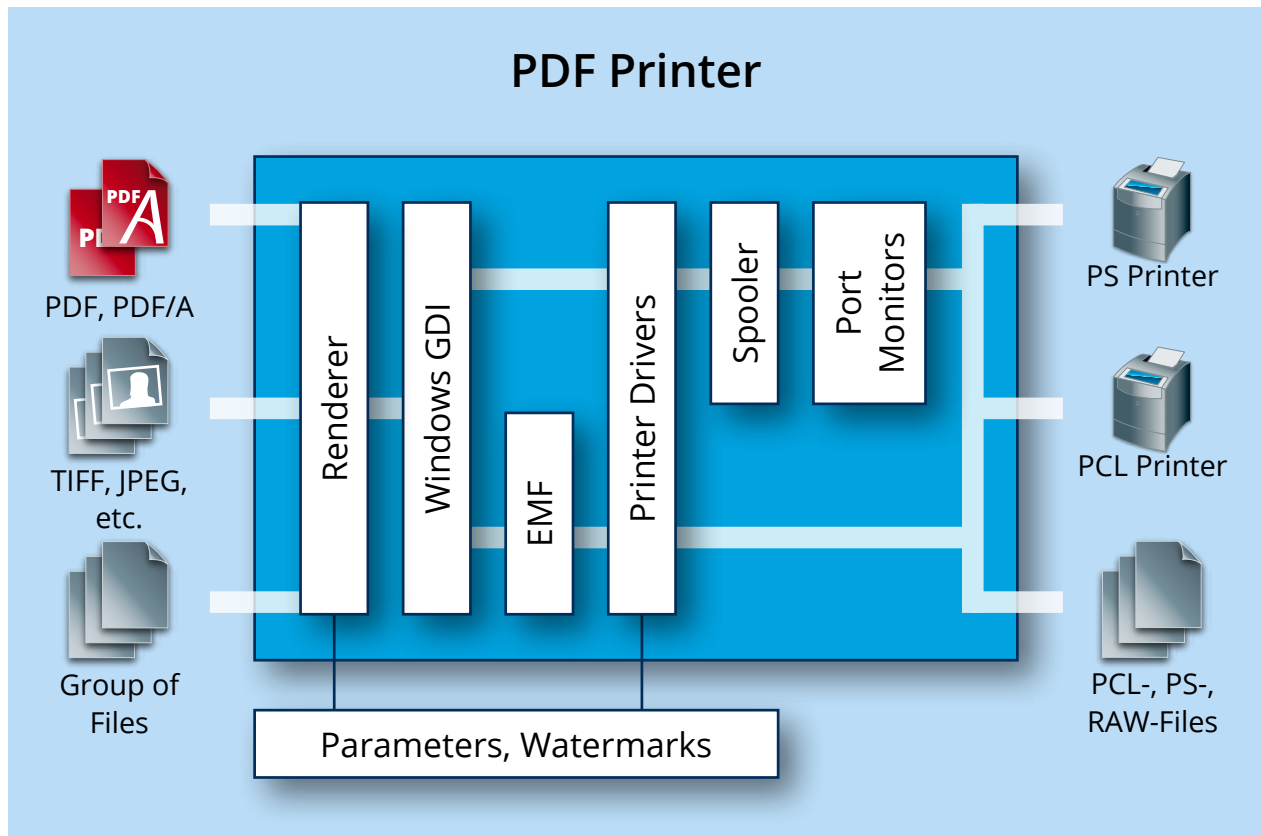 PDF Printer
PDF
PDF, PDF/A
TIFF, JPEG,
etc.
Group of
Files
Renderer
Windows GDI
EMF
Printer Drivers
Spooler
Port
Monitors
PS Printer
PCL Printer
PCL-, PS-,
RAW-Files
Parameters, Watermarks